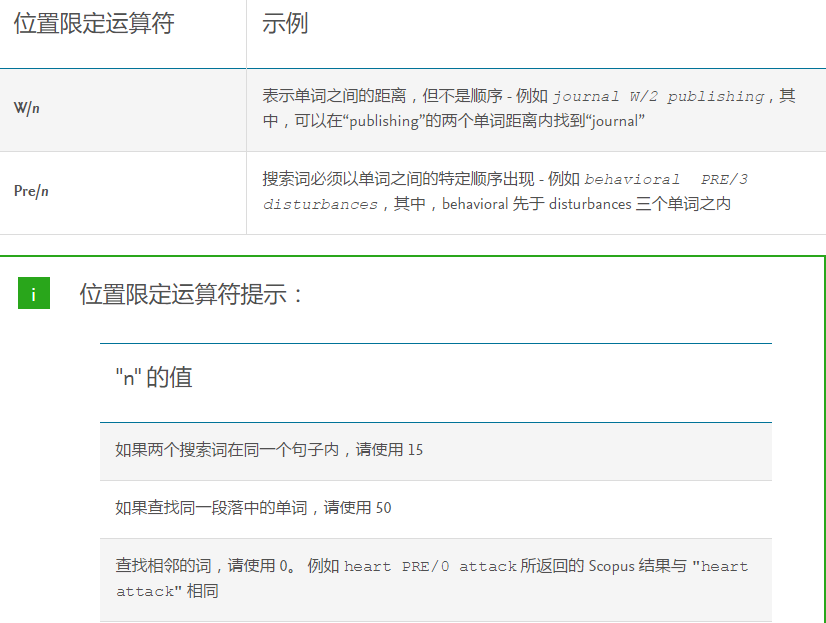 位置限定运算符 示例
W/n
表示单词之间的距离，但不是顺序 - 例如 journal W/2 publishing，其
中，可以在“publishing”的两个单词距离内找到“journal”
Pre/n
搜索词必须以单词之间的特定顺序出现 - 例如 behavioral PRE/3
disturbances，其中，behavioral 先于 disturbances 三个单词之内
i 位置限定运算符提示：
"n" 的值
如果两个搜索词在同一个句子内，请使用 15
如果查找同一段落中的单词，请使用 50
查找相邻的词，请使用 0。 例如 heart PRE/0 attack 所返回的 Scopus 结果与 "heart
attack" 相同